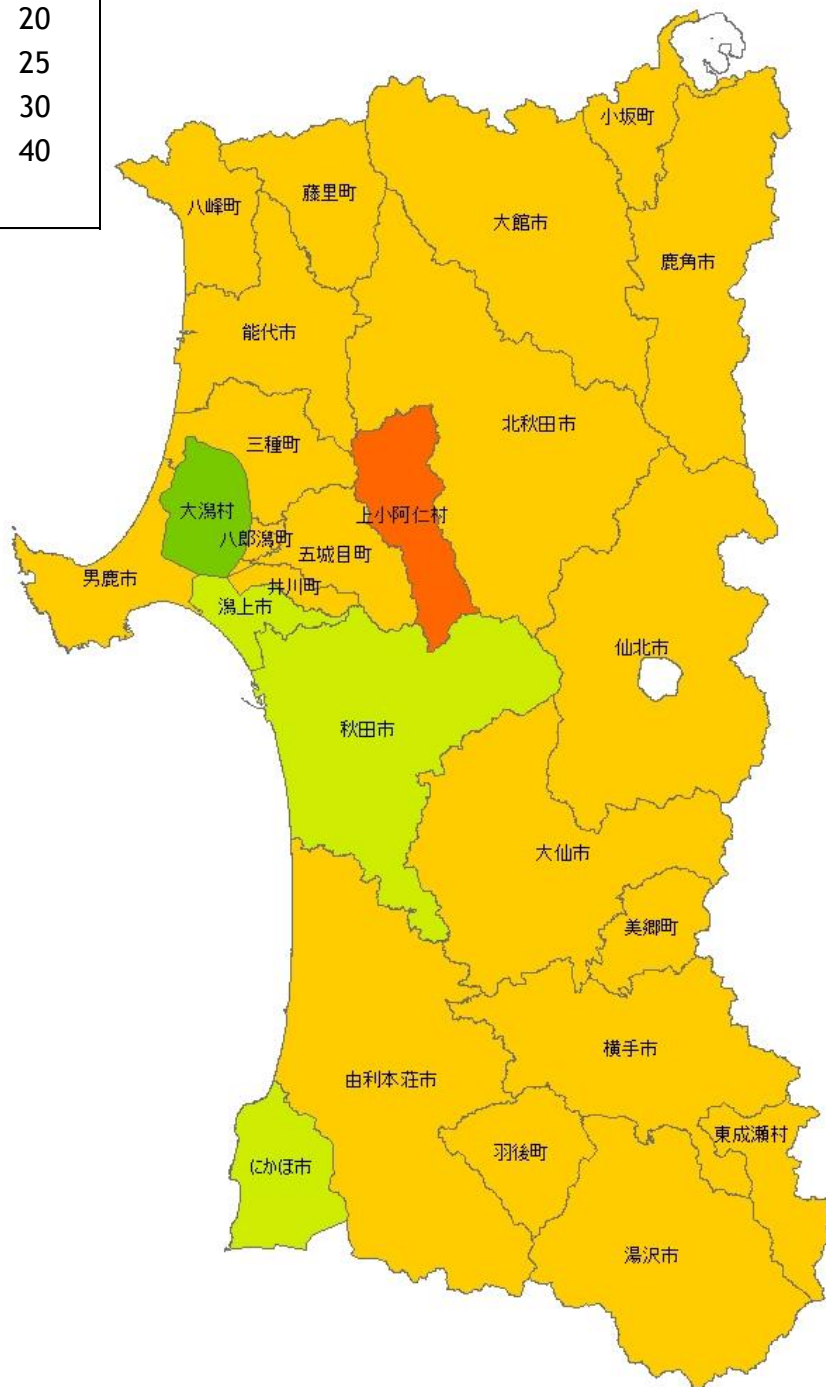 20
25
30
40
小坂町
八峰町
藤里町
大館市
鹿角市
能代市
北秋田市
三種町
大潟村
上小阿仁村
八郎潟町
五城目町
男鹿市
井川町
潟上市
仙北市
秋田市
大仙市
美郷町
横手市
由利本荘市
東成瀬村
羽後町
にかほ市
湯沢市